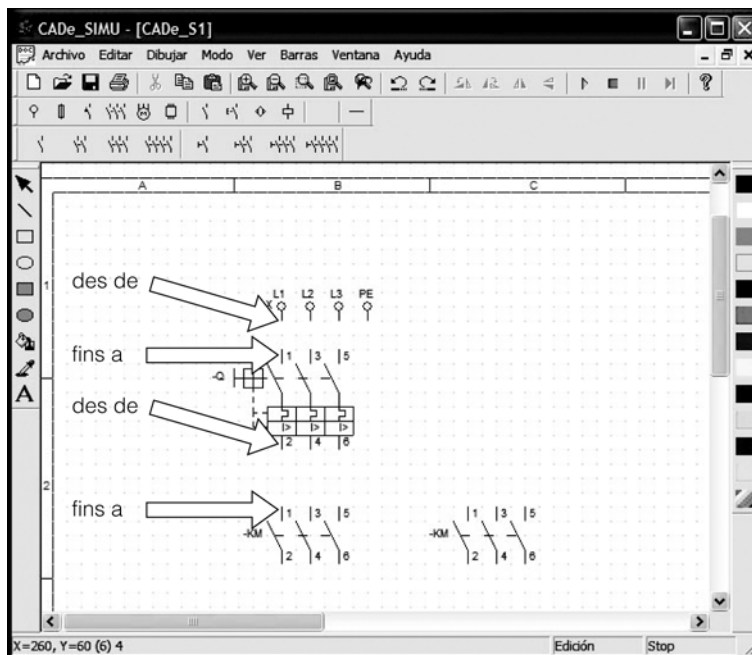 CADe_SIMU - [CADe_S1]
Archivo Editar Dibujar Modo Ver Barras Ventana Ayuda
A B C
1
des de
L1 L2 L3 PE
fins a
1 3 5
-Q
des de
I> I> I>
2 4 6
2
fins a
1 3 5 1 3 5
-KM -KM
2 4 6 2 4 6
A
X=260, Y=60 (6) 4 Edición Stop